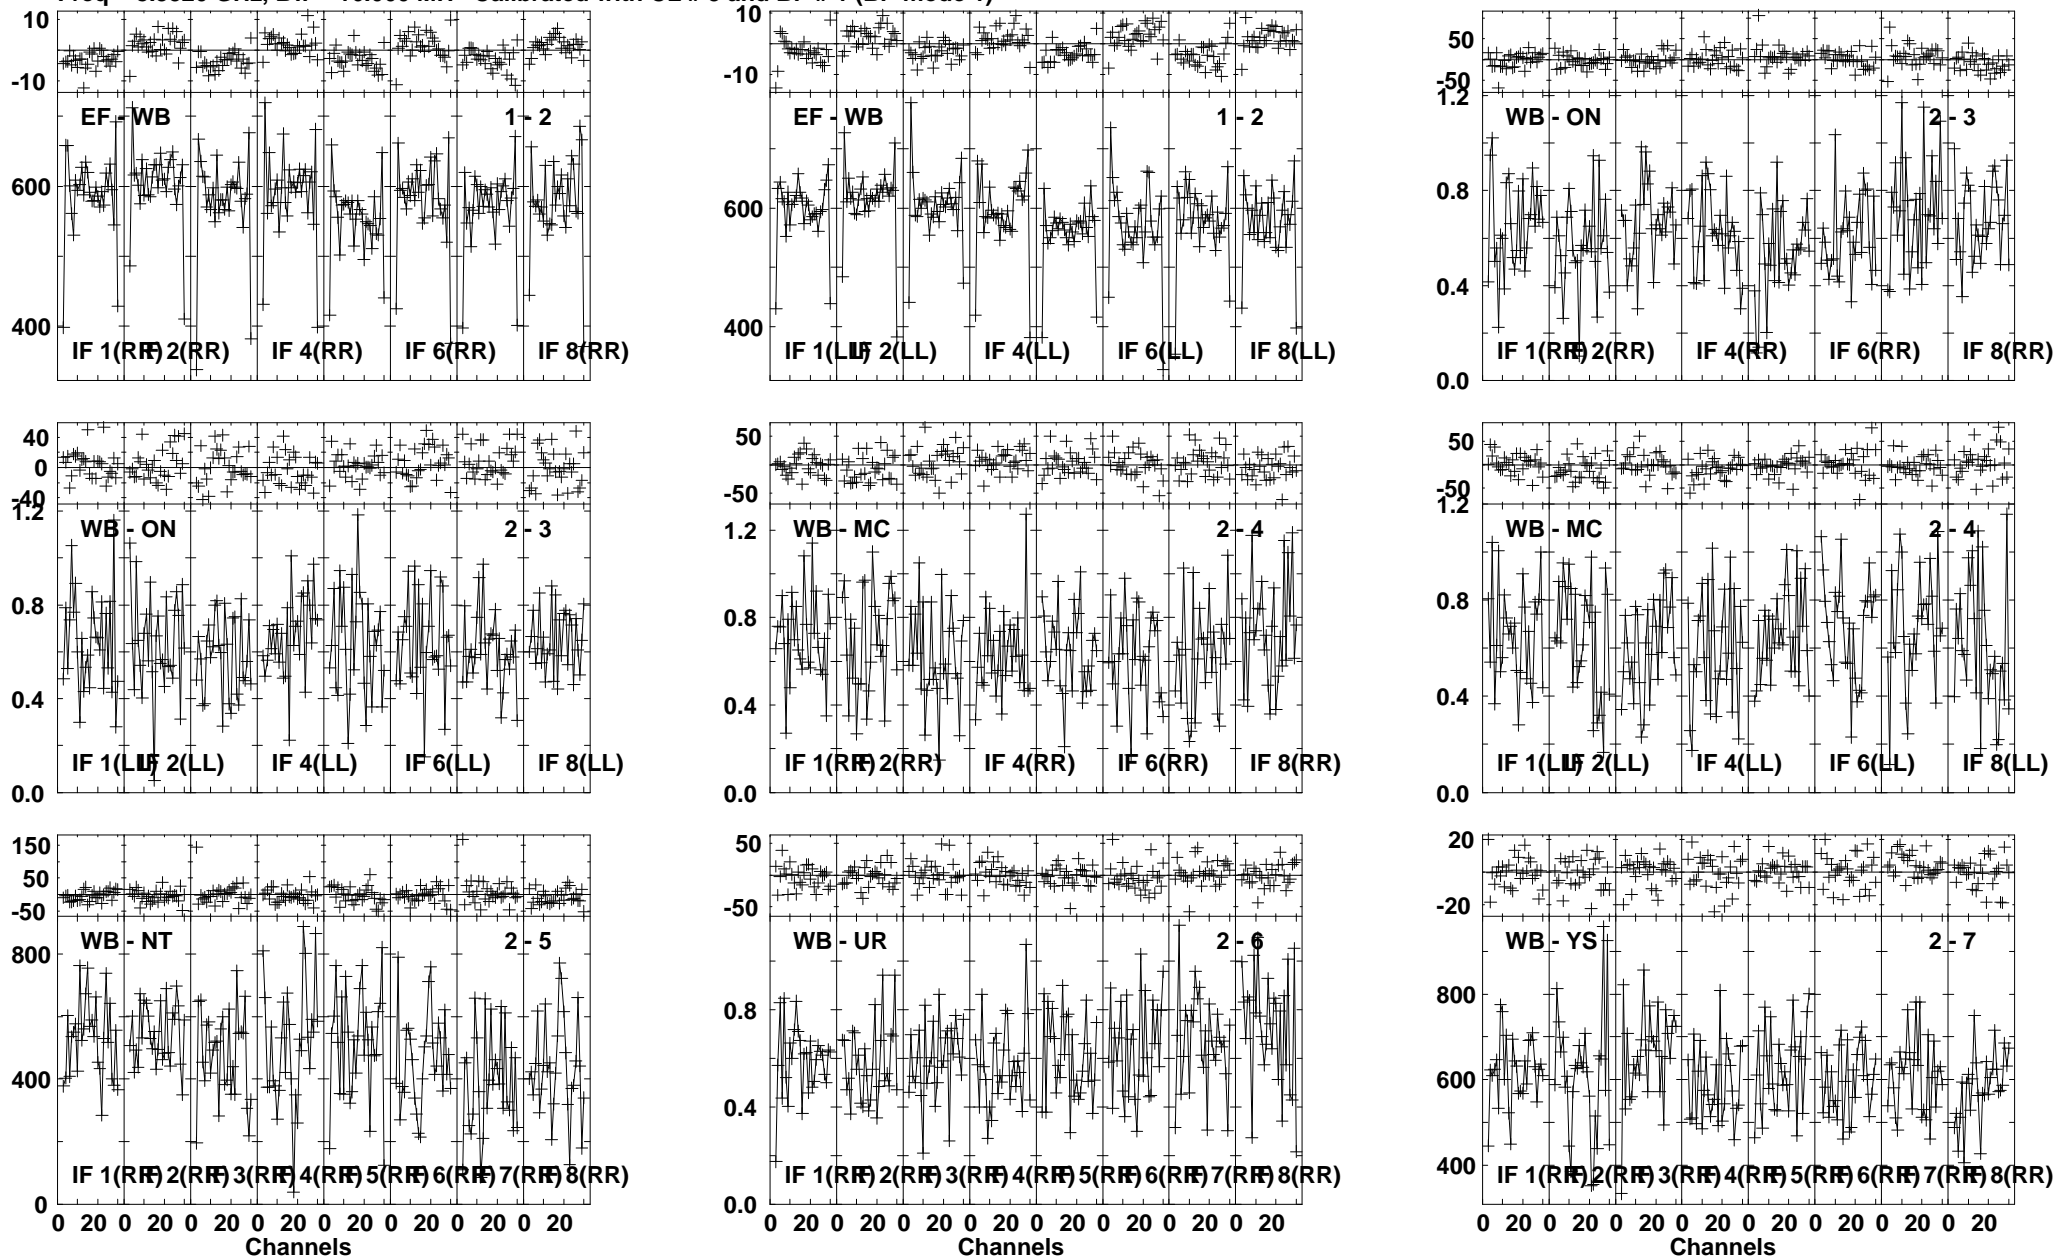 10
-10
EF - WB 1 - 2
600
400
IF 1(RR) IF 2(RR) IF 4(RR) IF 6(RR) IF 8(RR)
10
-10
EF - WB 1 - 2
600
400
IF 1(LL) IF 2(LL) IF 4(LL) IF 6(LL) IF 8(LL)
50
-50
1.2
WB - ON 2 - 3
0.8
0.4
0.0
IF 1(RR) IF 2(RR) IF 4(RR) IF 6(RR) IF 8(RR)
40
0
-40
1.2
WB - ON 2 - 3
0.8
0.4
0.0
IF 1(LL) IF 2(LL) IF 4(LL) IF 6(LL) IF 8(LL)
50
-50
WB - MC 2 - 4
1.2
0.8
0.4
0.0
IF 1(RR) IF 2(RR) IF 4(RR) IF 6(RR) IF 8(RR)
50
-50
1.2
WB - MC 2 - 4
0.8
0.4
0.0
IF 1(LL) IF 2(LL) IF 4(LL) IF 6(LL) IF 8(LL)
150
50
-50
WB - NT 2 - 5
800
400
0
IF 1(RR) IF 2(RR) IF 3(RR) IF 4(RR) IF 5(RR) IF 6(RR) IF 7(RR) IF 8(RR)
0 20 0 20 0 20 0 20 0 20 0 20 0 20 0 20
Channels
50
-50
WB - UR 2 - 6
0.8
0.4
0.0
IF 1(RR) IF 2(RR) IF 3(RR) IF 4(RR) IF 5(RR) IF 6(RR) IF 7(RR) IF 8(RR)
0 20 0 20 0 20 0 20 0 20 0 20 0 20 0 20
Channels
20
-20
WB - YS 2 - 7
800
600
400
IF 1(RR) IF 2(RR) IF 3(RR) IF 4(RR) IF 5(RR) IF 6(RR) IF 7(RR) IF 8(RR)
0 20 0 20 0 20 0 20 0 20 0 20 0 20 0 20
Channels